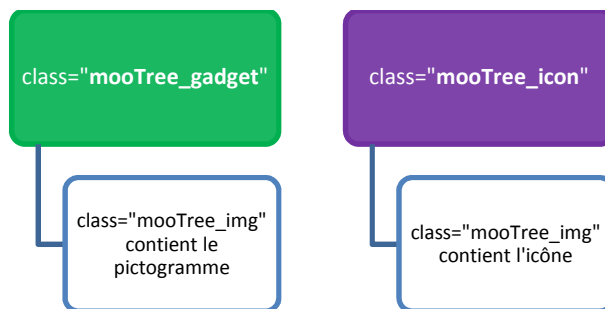 class="mooTree_gadget"
class="mooTree_icon"
class="mooTree_img"
contient le
pictogramme
class="mooTree_img"
contient l'icône